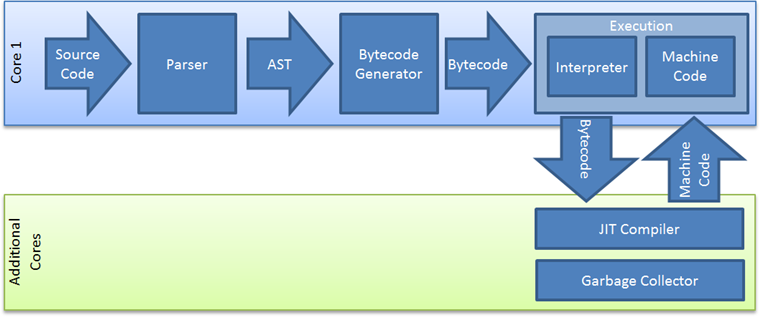 Core 1
Source
Code
Parser
AST
Bytecode
Generator
Bytecode
Execution
Interpreter
Machine
Code
Bytecode
Machine
Code
Additional
Cores
JIT Compiler
Garbage Collector